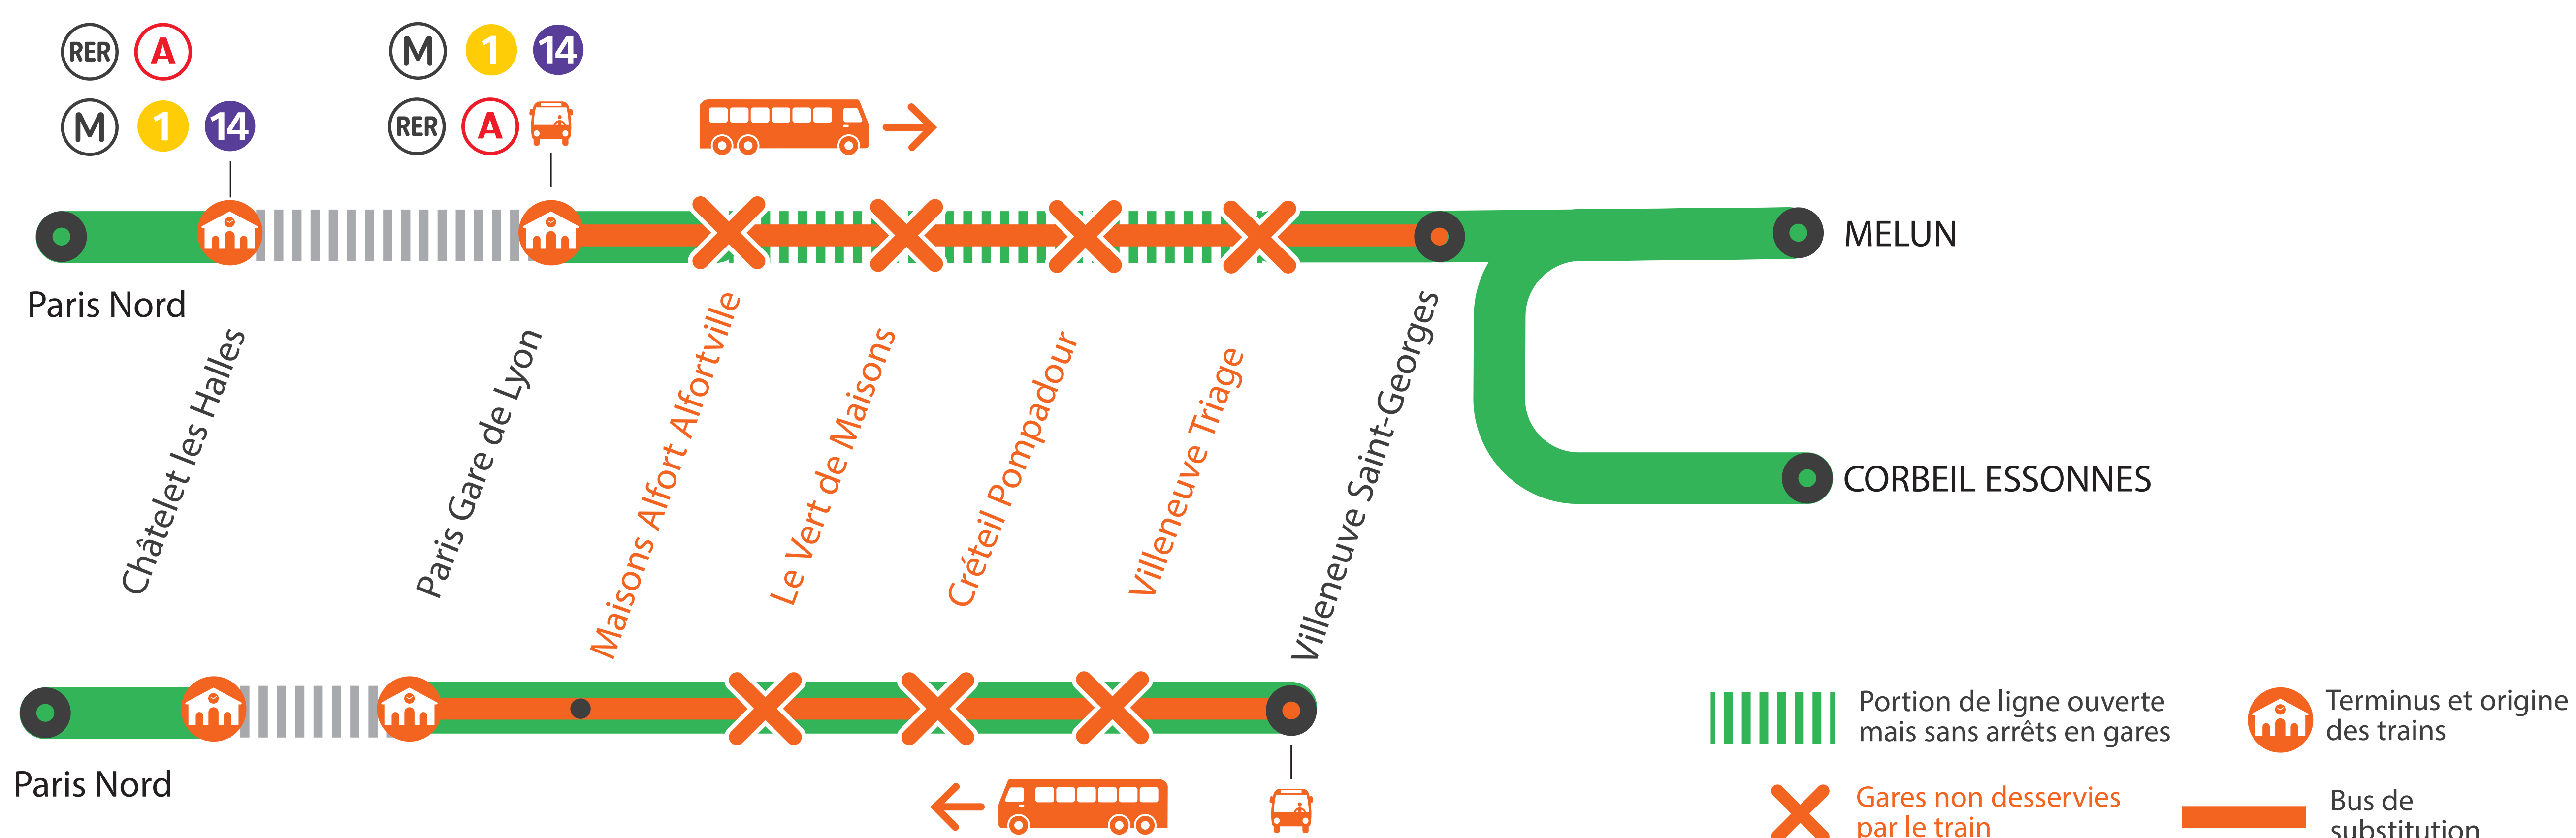 RER A
M 1 14
M 1 14
RER A
Paris Nord
Châtelet les Halles
Paris Gare de Lyon
Maisons Alfort Alfortville
Le Vert de Maisons
Créteil Pompadour
Villeneuve Triage
Villeneuve Saint-Georges
MELUN
CORBEIL ESSONNES
Paris Nord
Portion de ligne ouverte
mais sans arrêts en gares
Terminus et origine
des trains
Gares non desservies
par le train
Bus de
substitution